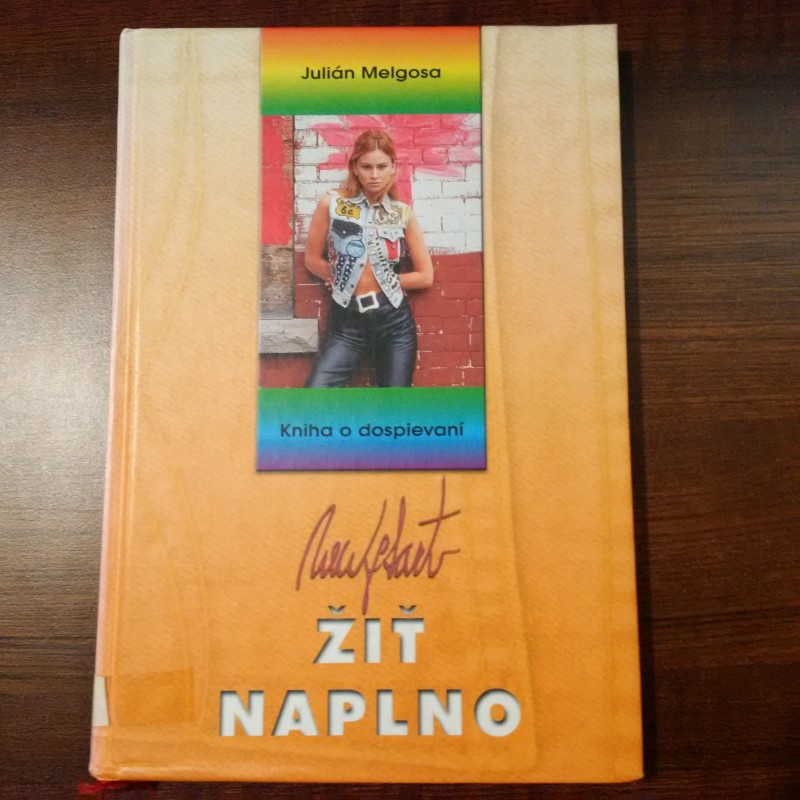 Julián Melgosa
Kniha o dospievaní
ŽIŤ
NAPLNO